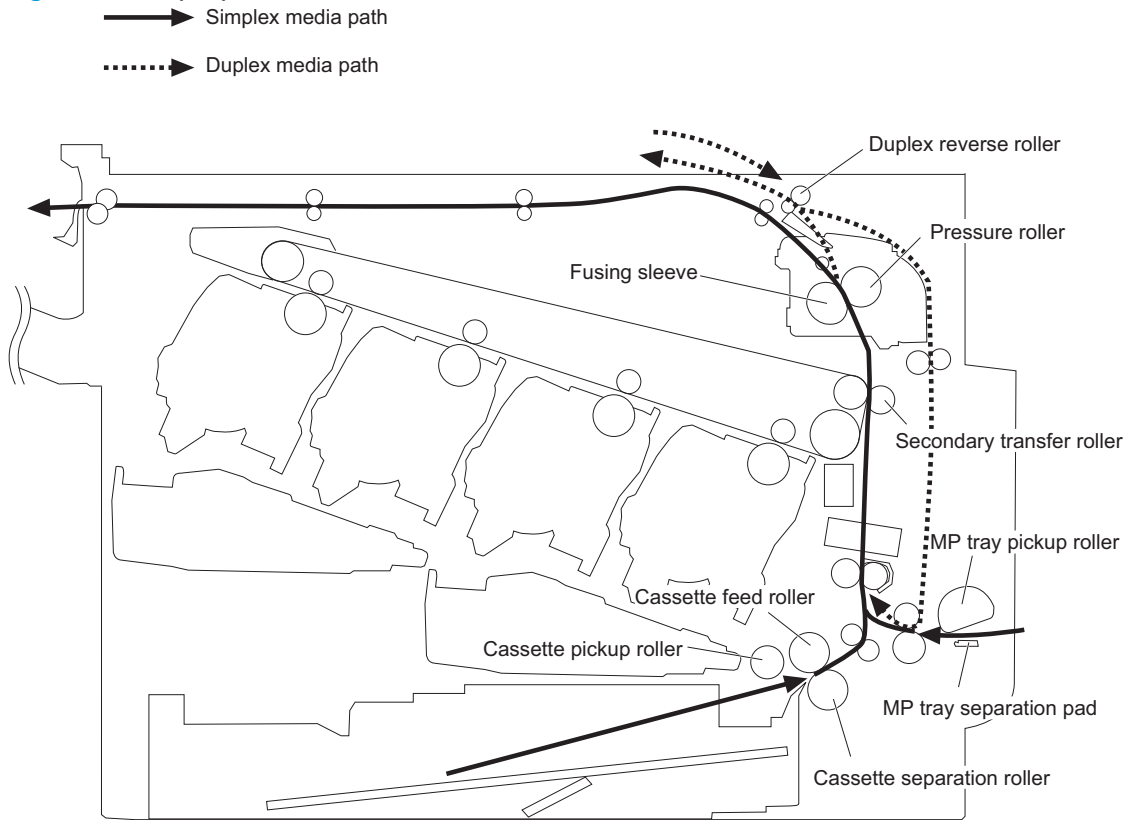 Simplex media path
Duplex media path
Duplex reverse roller
Pressure roller
Fusing sleeve
Secondary transfer roller
MP tray pickup roller
Cassette feed roller
Cassette pickup roller
MP tray separation pad
Cassette separation roller